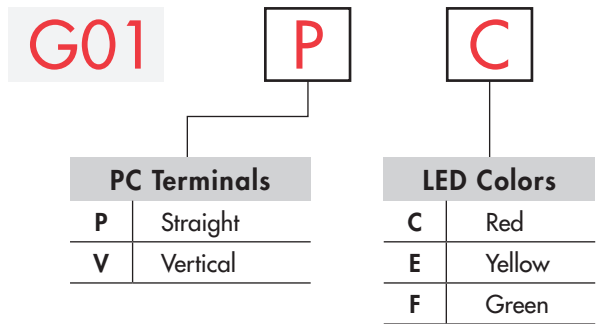 G01 P C
PC Terminals
P Straight
V Vertical
LED Colors
C Red
E Yellow
F Green